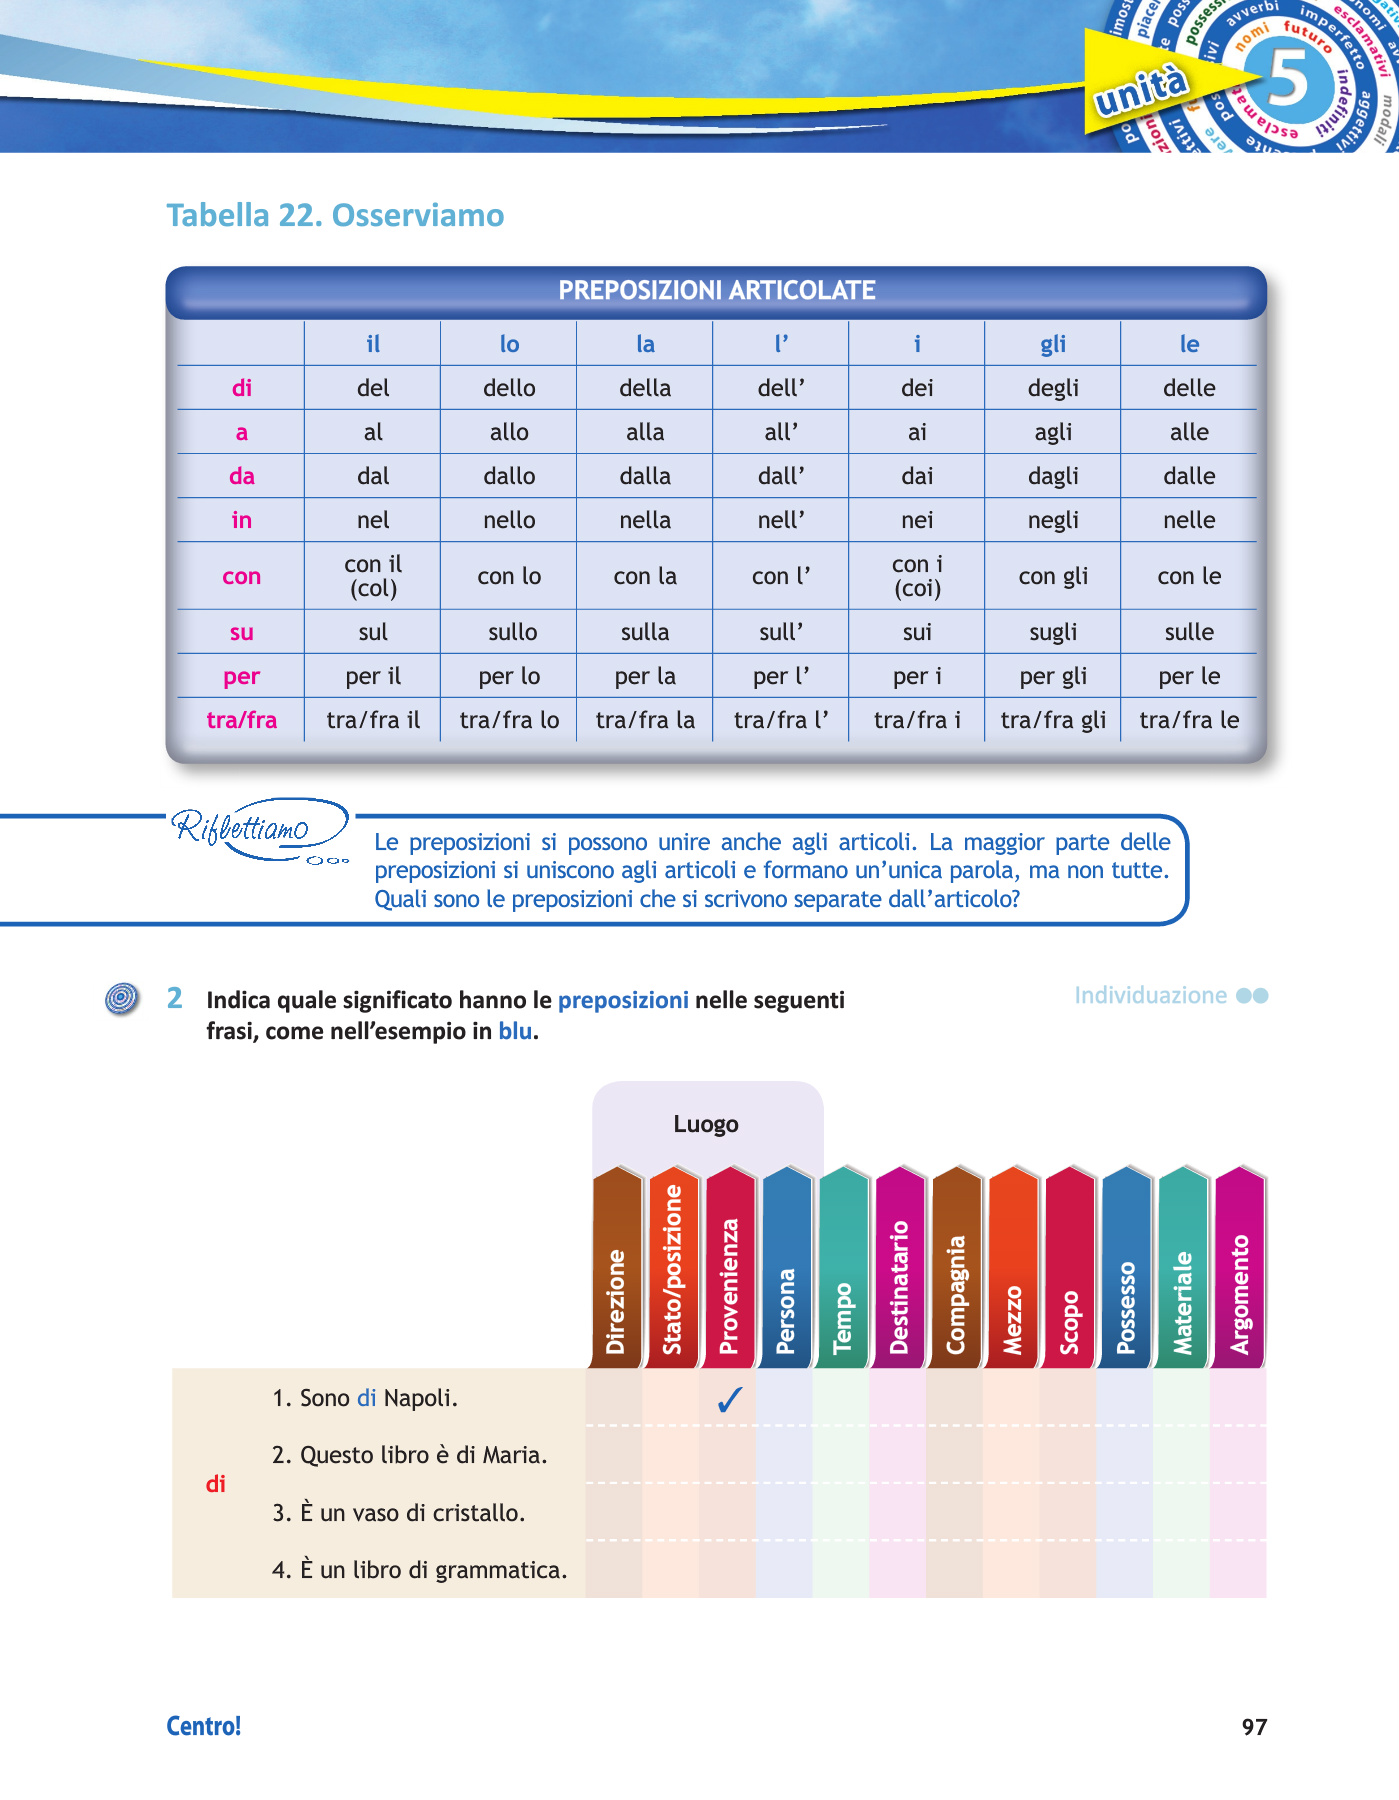 unità
5
nomi futuro
avverbi imperfetto
indefiniti
aggettivi
esclamativi
modali
Tabella 22. Osserviamo
PREPOSIZIONI ARTICOLATE
il lo la l’ i gli le
di del dello della dell’ dei degli delle
a al allo alla all’ ai agli alle
da dal dallo dalla dall’ dai dagli dalle
in nel nello nella nell’ nei negli nelle
con con il (col) con lo con la con l’ con i (coi) con gli con le
su sul sullo sulla sull’ sui sugli sulle
per per il per lo per la per l’ per i per gli per le
tra/fra tra/fra il tra/fra lo tra/fra la tra/fra l’ tra/fra i tra/fra gli tra/fra le
Riflettiamo
Le preposizioni si possono unire anche agli articoli. La maggior parte delle
preposizioni si uniscono agli articoli e formano un’unica parola, ma non tutte.
Quali sono le preposizioni che si scrivono separate dall’articolo?
2 Indica quale significato hanno le preposizioni nelle seguenti
frasi, come nell’esempio in blu.
Individuazione
Luogo
Direzione
Stato/posizione
Provenienza
Persona
Tempo
Destinatario
Compagnia
Mezzo
Scopo
Possesso
Materiale
Argomento
di
1. Sono di Napoli. ✓
2. Questo libro è di Maria.
3. È un vaso di cristallo.
4. È un libro di grammatica.
Centro!
97